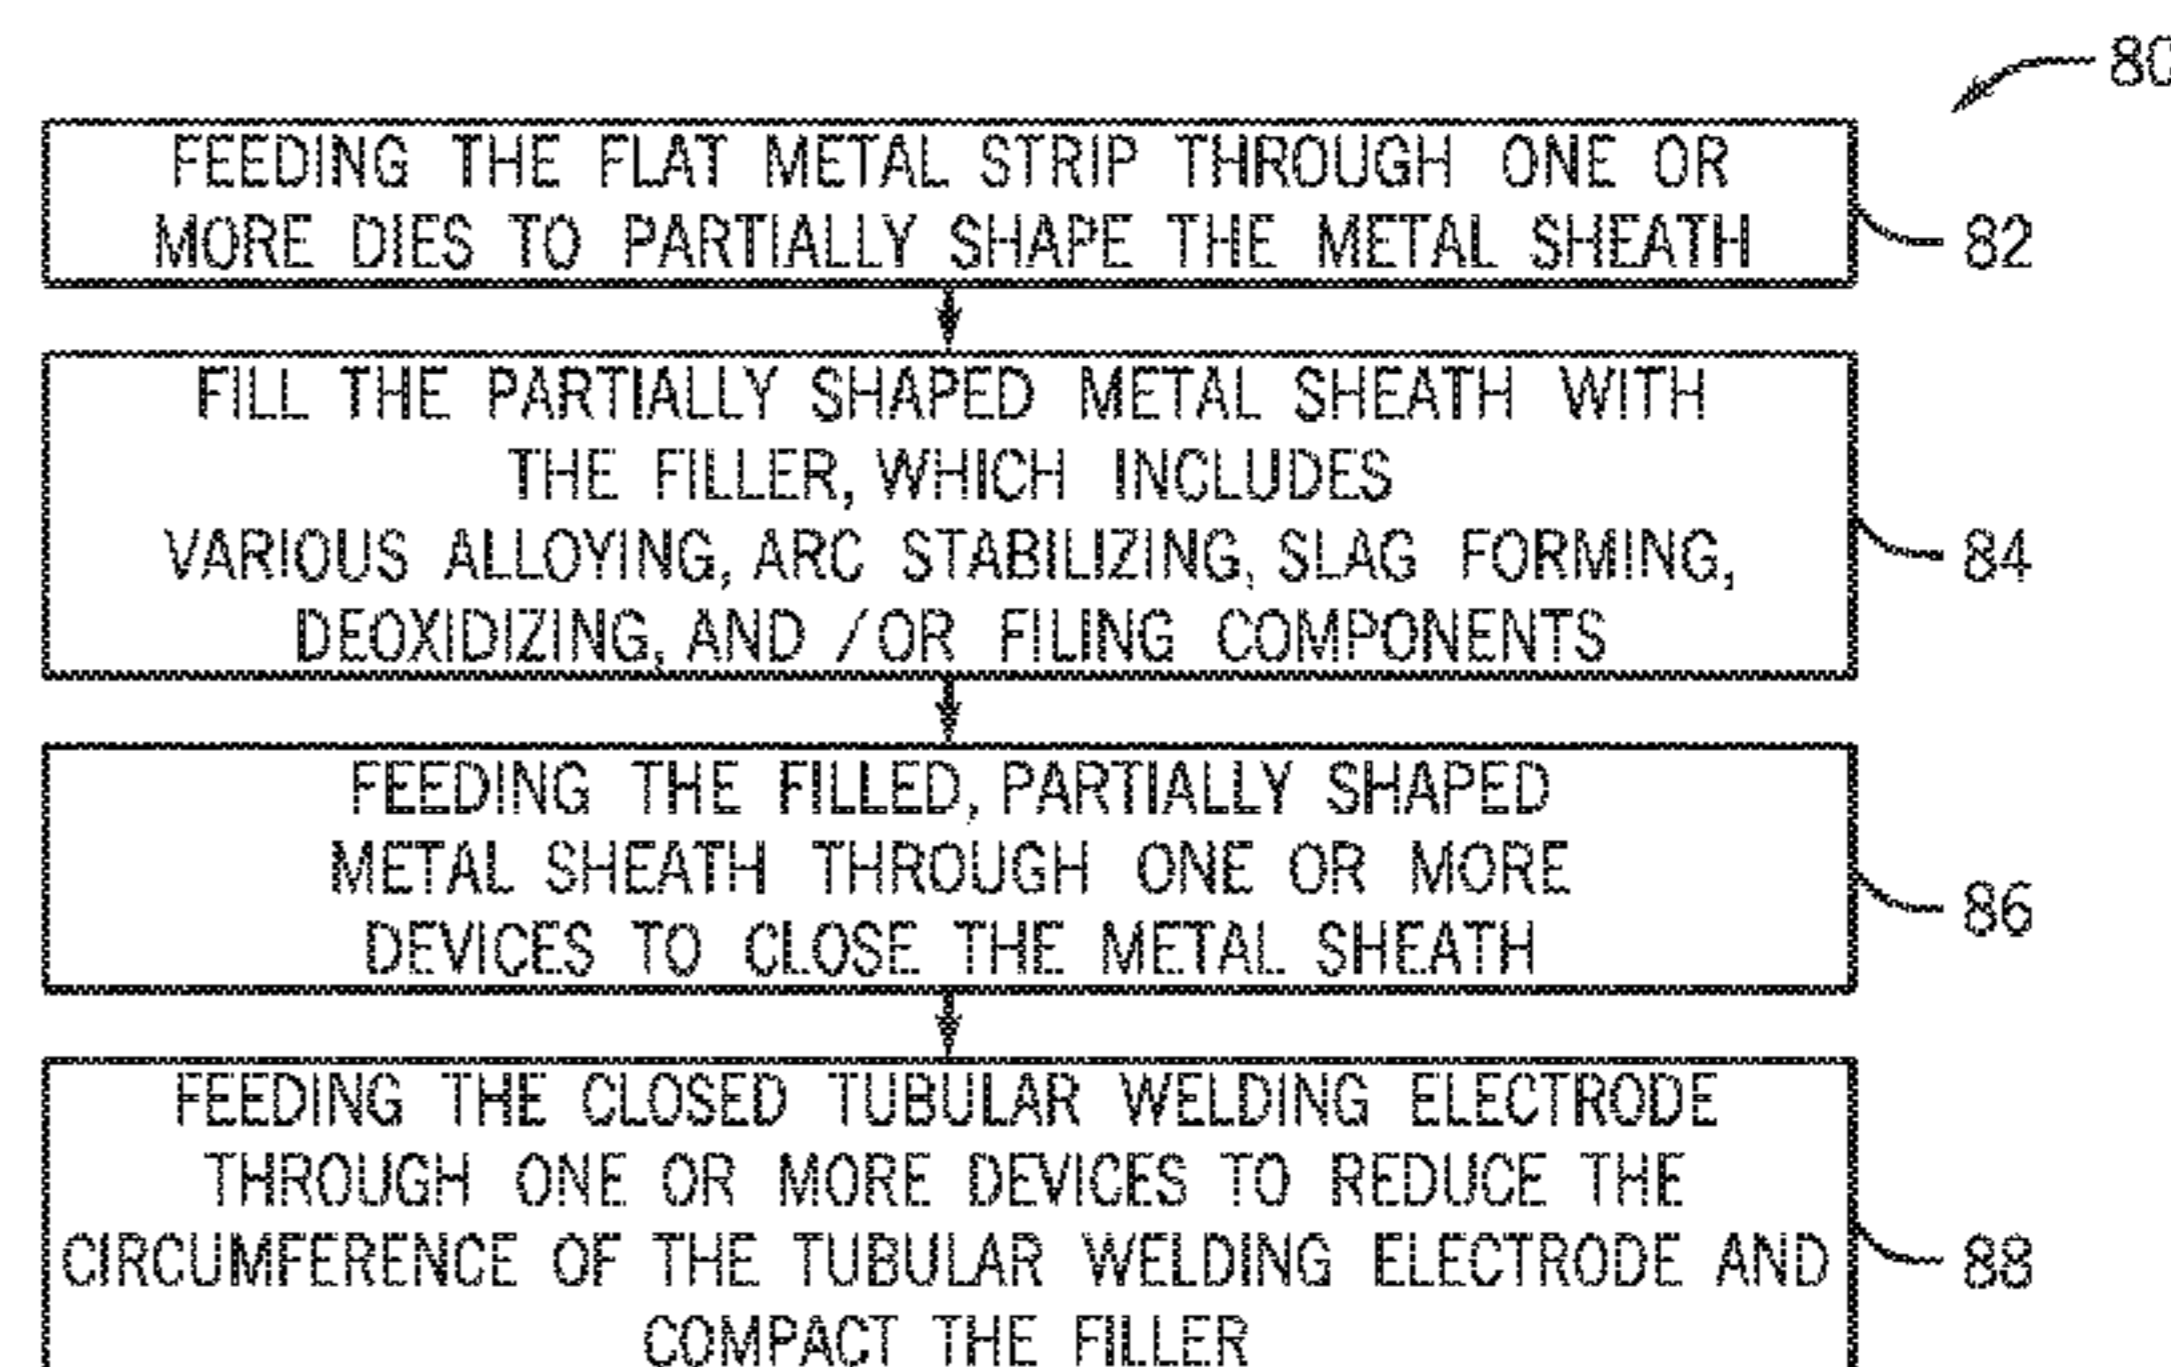 80
FEEDING THE FLAT METAL STRIP THROUGH ONE OR
MORE DIES TO PARTIALLY SHAPE THE METAL SHEATH
82
FILL THE PARTIALLY SHAPED METAL SHEATH WITH
THE FILLER, WHICH INCLUDES
VARIOUS ALLOYING, ARC STABILIZING, SLAG FORMING,
DEOXIDIZING, AND /OR FILING COMPONENTS
84
FEEDING THE FILLED, PARTIALLY SHAPED
METAL SHEATH THROUGH ONE OR MORE
DEVICES TO CLOSE THE METAL SHEATH
86
FEEDING THE CLOSED TUBULAR WELDING ELECTRODE
THROUGH ONE OR MORE DEVICES TO REDUCE THE
CIRCUMFERENCE OF THE TUBULAR WELDING ELECTRODE AND
COMPACT THE FILLER
88